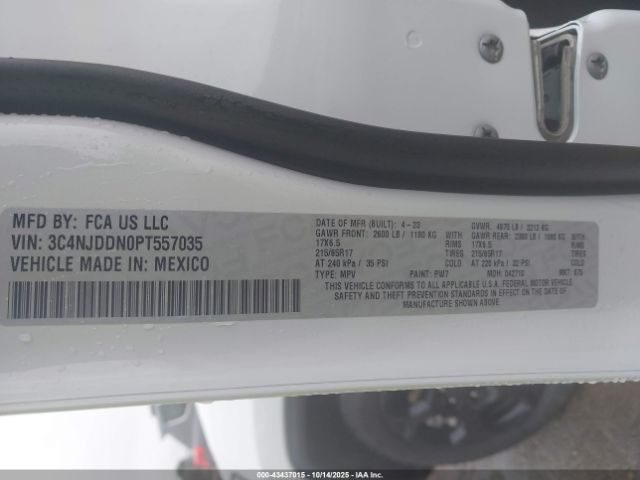 MFD BY: FCA US LLC
VIN: 3C4NJDDN0PT557035
VEHICLE MADE IN: MEXICO
DATE OF MFR (BUILT): 4-23
GVWR: 4675 LB / 2121 KG
GAWR FRONT: 2600 LB / 1180 KG
GAWR REAR: 2380 LB / 1080 KG
17X6.5 RIMS 17X6.5 RIMS
215/65R17 TIRES 215/65R17 TIRES
AT 240 kPa / 35 PSI COLD AT 220 kPa / 32 PSI COLD
TYPE: MPV PAINT: PW7 MDH: 042710
THIS VEHICLE CONFORMS TO ALL APPLICABLE U.S.A. FEDERAL MOTOR VEHICLE
SAFETY AND THEFT PREVENTION STANDARDS IN EFFECT ON THE DATE OF
MANUFACTURE SHOWN ABOVE.
000-43437015 | 10/14/2025 | IAA Inc.